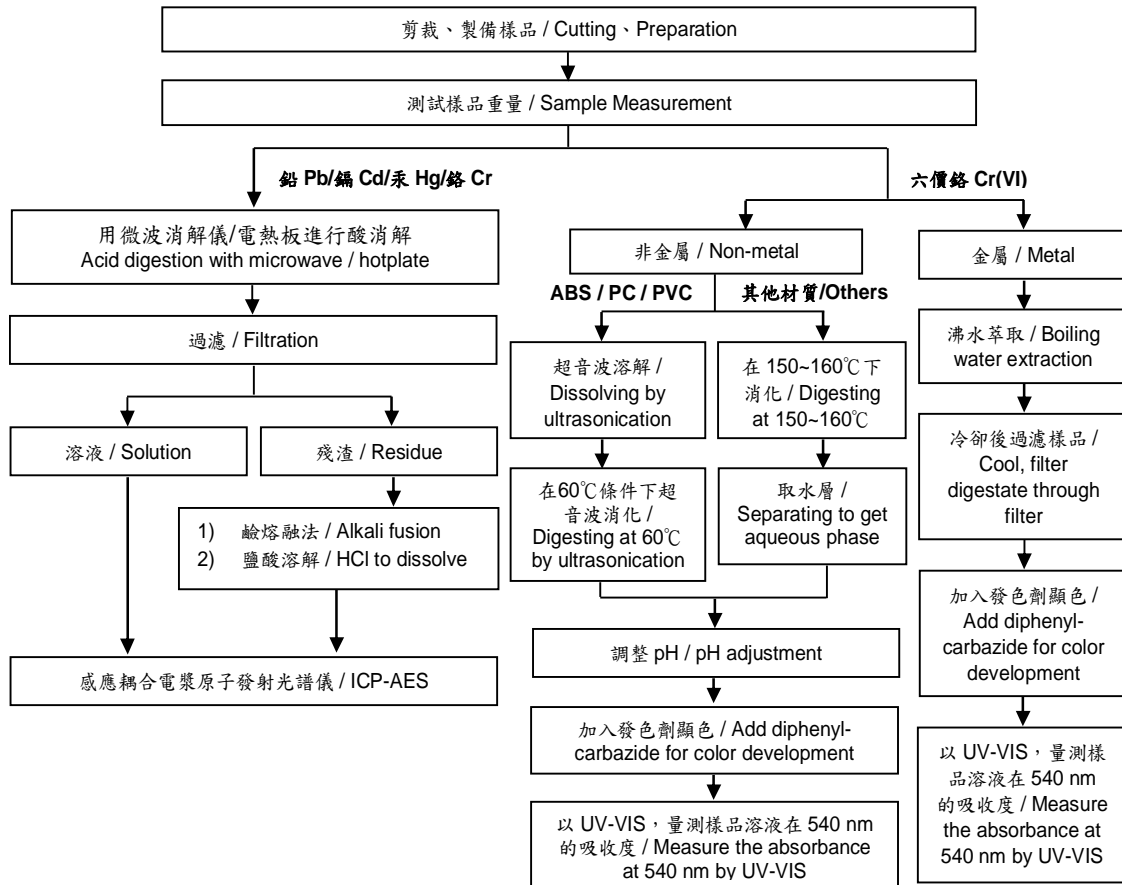 剪裁、製備樣品 / Cutting、Preparation
測試樣品重量 / Sample Measurement
鉛 Pb/鎘 Cd/汞 Hg/鉻 Cr
六價鉻 Cr(VI)
用微波消解儀/電熱板進行酸消解
Acid digestion with microwave / hotplate
過濾 / Filtration
溶液 / Solution
殘渣 / Residue
1) 鹼熔融法 / Alkali fusion
2) 鹽酸溶解 / HCl to dissolve
感應耦合電漿原子發射光譜儀 / ICP-AES
非金屬 / Non-metal
ABS / PC / PVC
其他材質/Others
超音波溶解 /
Dissolving by
ultrasonication
在60℃條件下超
音波消化 /
Digesting at 60℃
by ultrasonication
在 150~160℃下
消化 / Digesting
at 150~160℃
取水層 /
Separating to get
aqueous phase
調整 pH / pH adjustment
加入發色劑顯色 / Add diphenyl-
carbazide for color development
以 UV-VIS，量測樣品溶液在 540 nm
的吸收度 / Measure the absorbance
at 540 nm by UV-VIS
金屬 / Metal
沸水萃取 / Boiling
water extraction
冷卻後過濾樣品 /
Cool, filter
digestate through
filter
加入發色劑顯色 /
Add diphenyl-
carbazide for color
development
以 UV-VIS，量測樣
品溶液在 540 nm
的吸收度 / Measure
the absorbance at
540 nm by UV-VIS